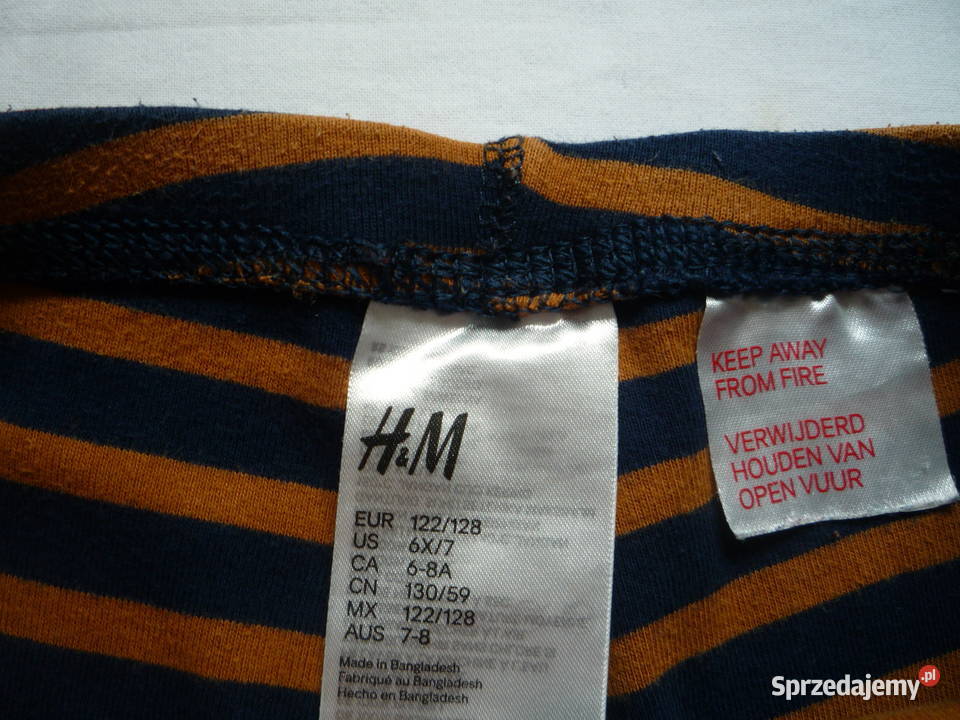 H&M
EUR 122/128
US 6X/7
CA 6-8A
CN 130/59
MX 122/128
AUS 7-8
Made in Bangladesh
Fabriqué au Bangladesh
Hecho en Bangladesh
KEEP AWAY
FROM FIRE
VERWIJDERD
HOUDEN VAN
OPEN VUUR
Sprzedajemy.pl